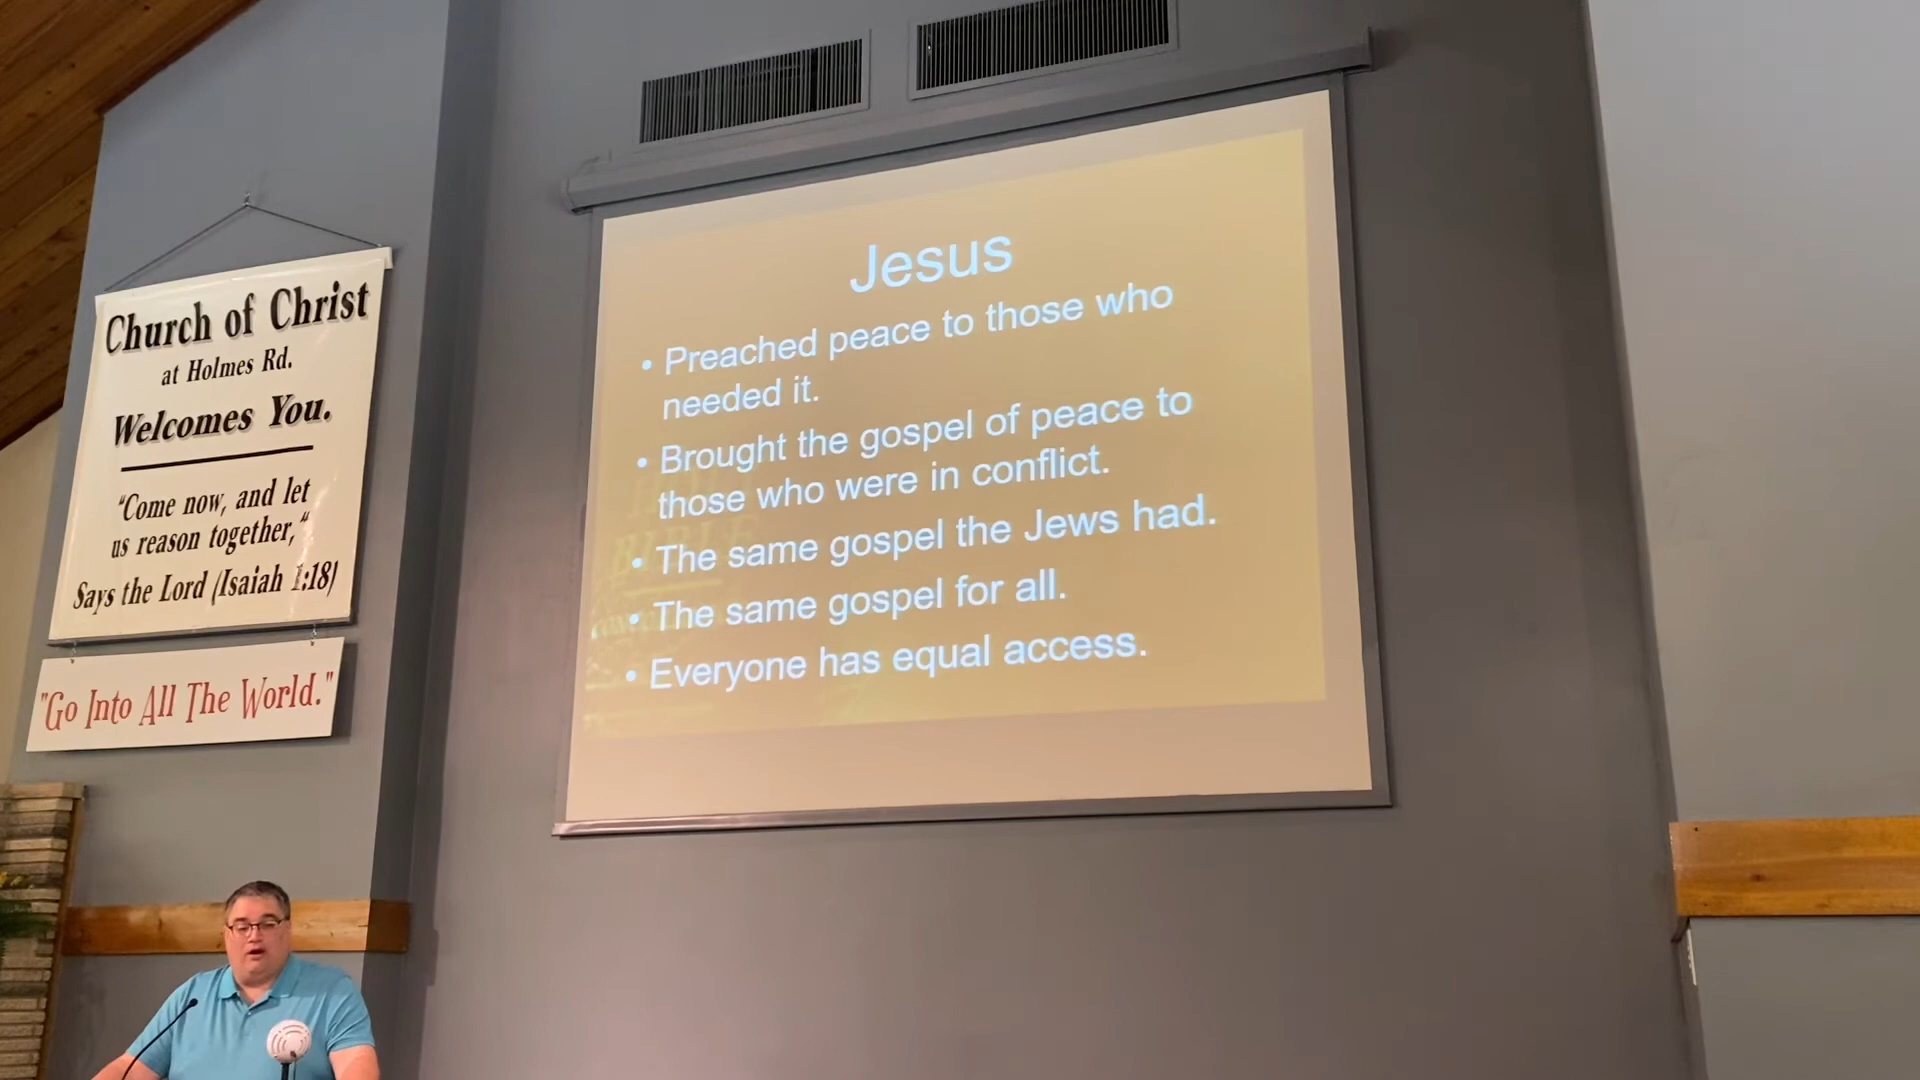 Church of Christ
at Holmes Rd.
Welcomes You.
“Come now, and let
us reason together,“
Says the Lord (Isaiah 1:18)
"Go Into All The World."
Jesus
• Preached peace to those who
needed it.
• Brought the gospel of peace to
those who were in conflict.
• The same gospel the Jews had.
• The same gospel for all.
• Everyone has equal access.
BIBLE